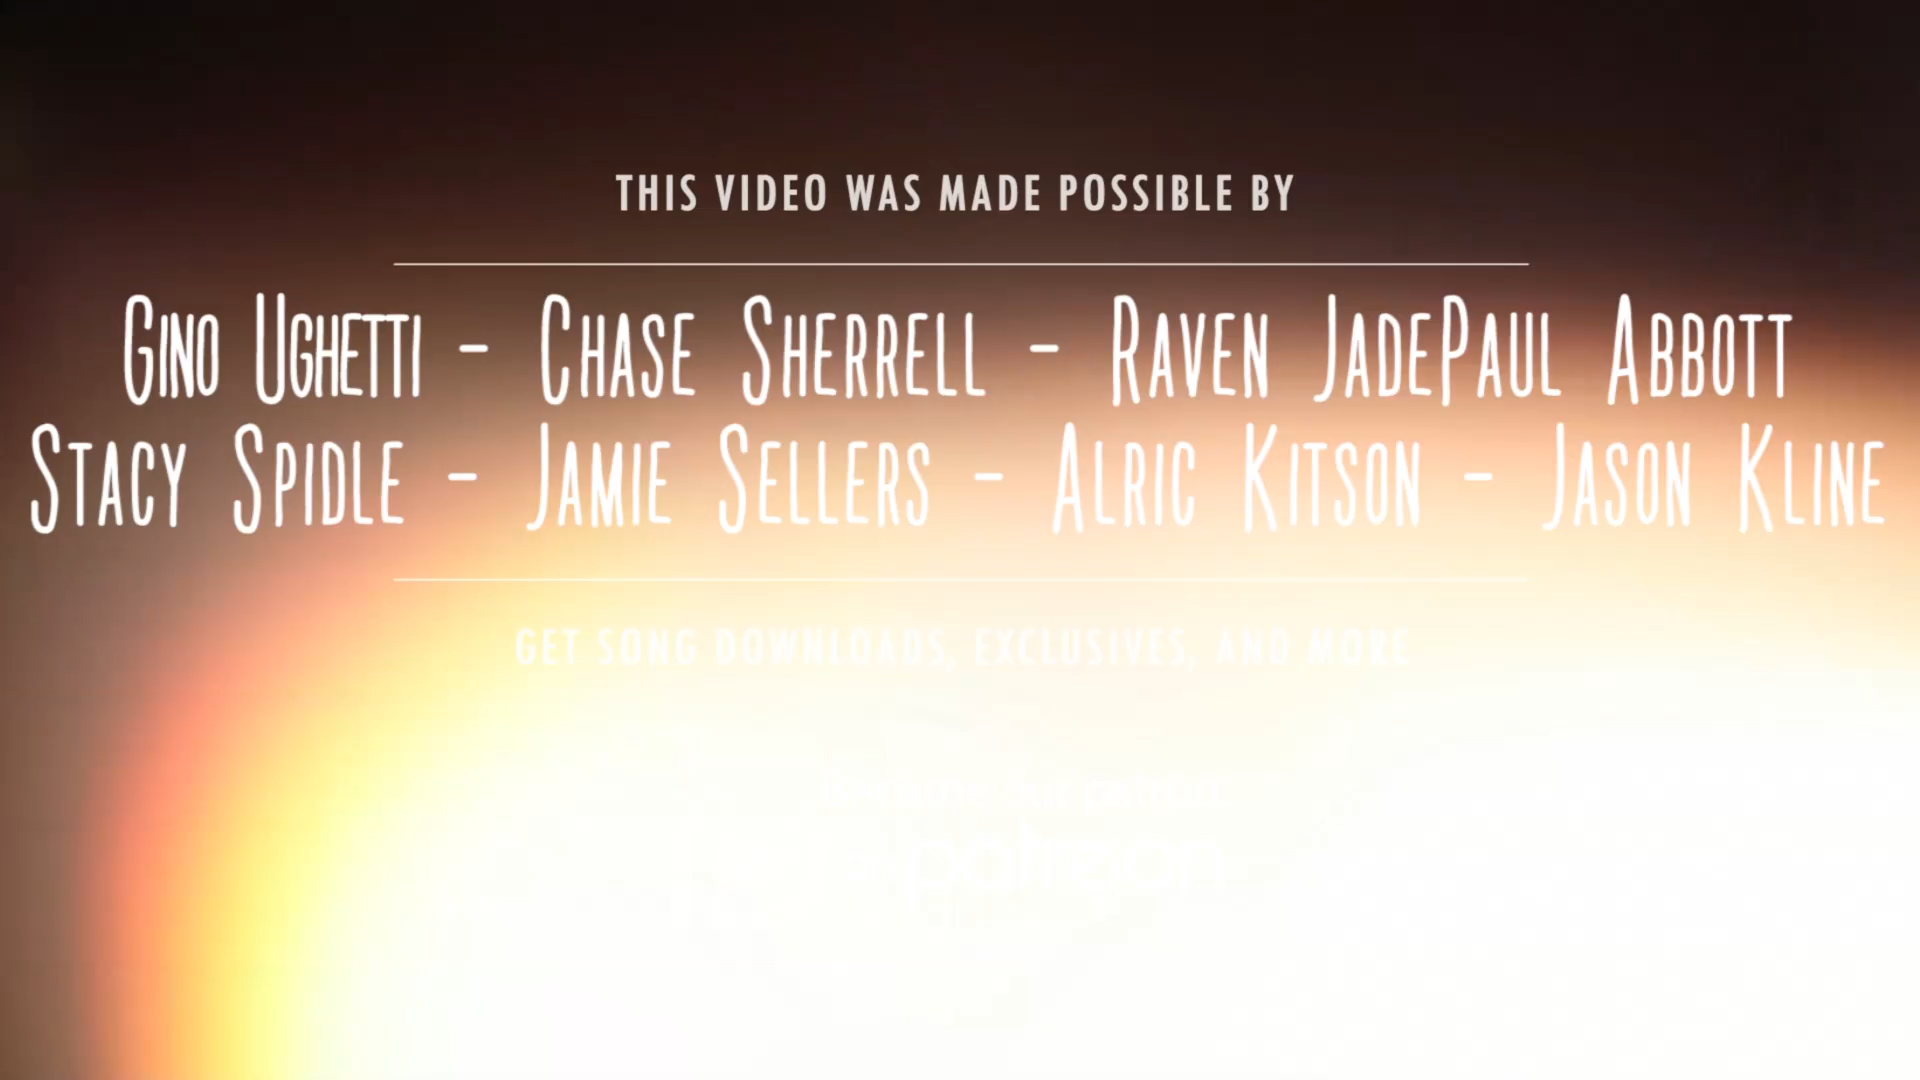 THIS VIDEO WAS MADE POSSIBLE BY
GINO UGHETTI - CHASE SHERRELL - RAVEN JADEPAUL ABBOTT
STACY SPIDLE - JAMIE SELLERS - ALRIC KITSON - JASON KLINE
GET SONG DOWNLOADS, EXCLUSIVES, AND MORE
patreon